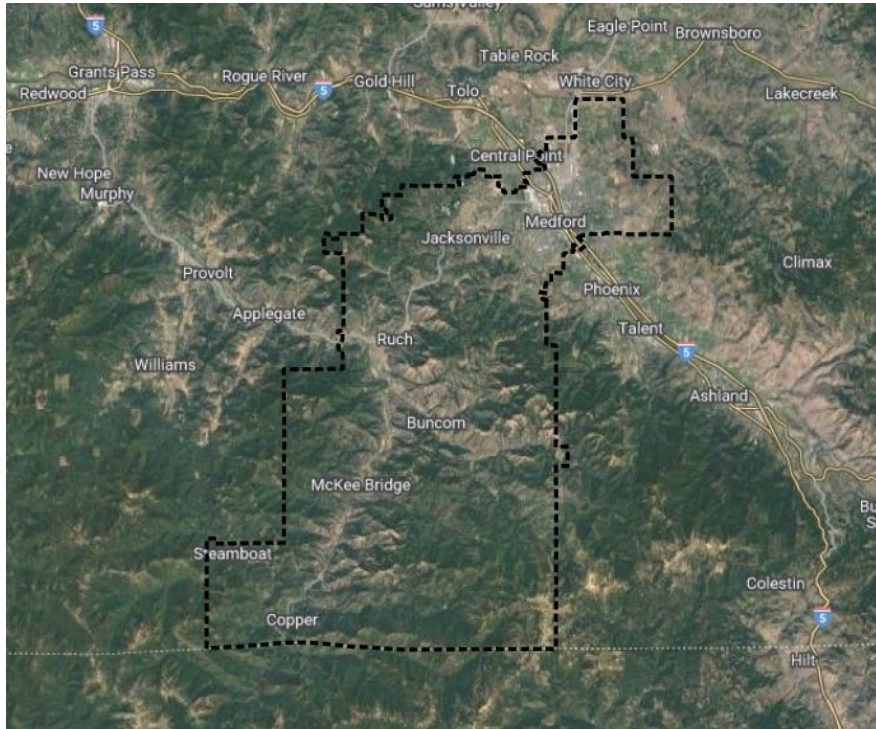 SamsValley
5
Eagle Point
Brownsboro
Table Rock
Grants Pass
Rogue River
Gold Hill
White City
Redwood
5
Tolo
Lakecreek
Central Point
New Hope
Murphy
Medford
Jacksonville
Provolt
Climax
Phoenix
Applegate
Talent
Ruch
5
Williams
Ashland
Buncom
McKee Bridge
Steamboat
Colestin
Copper
5
Hilt